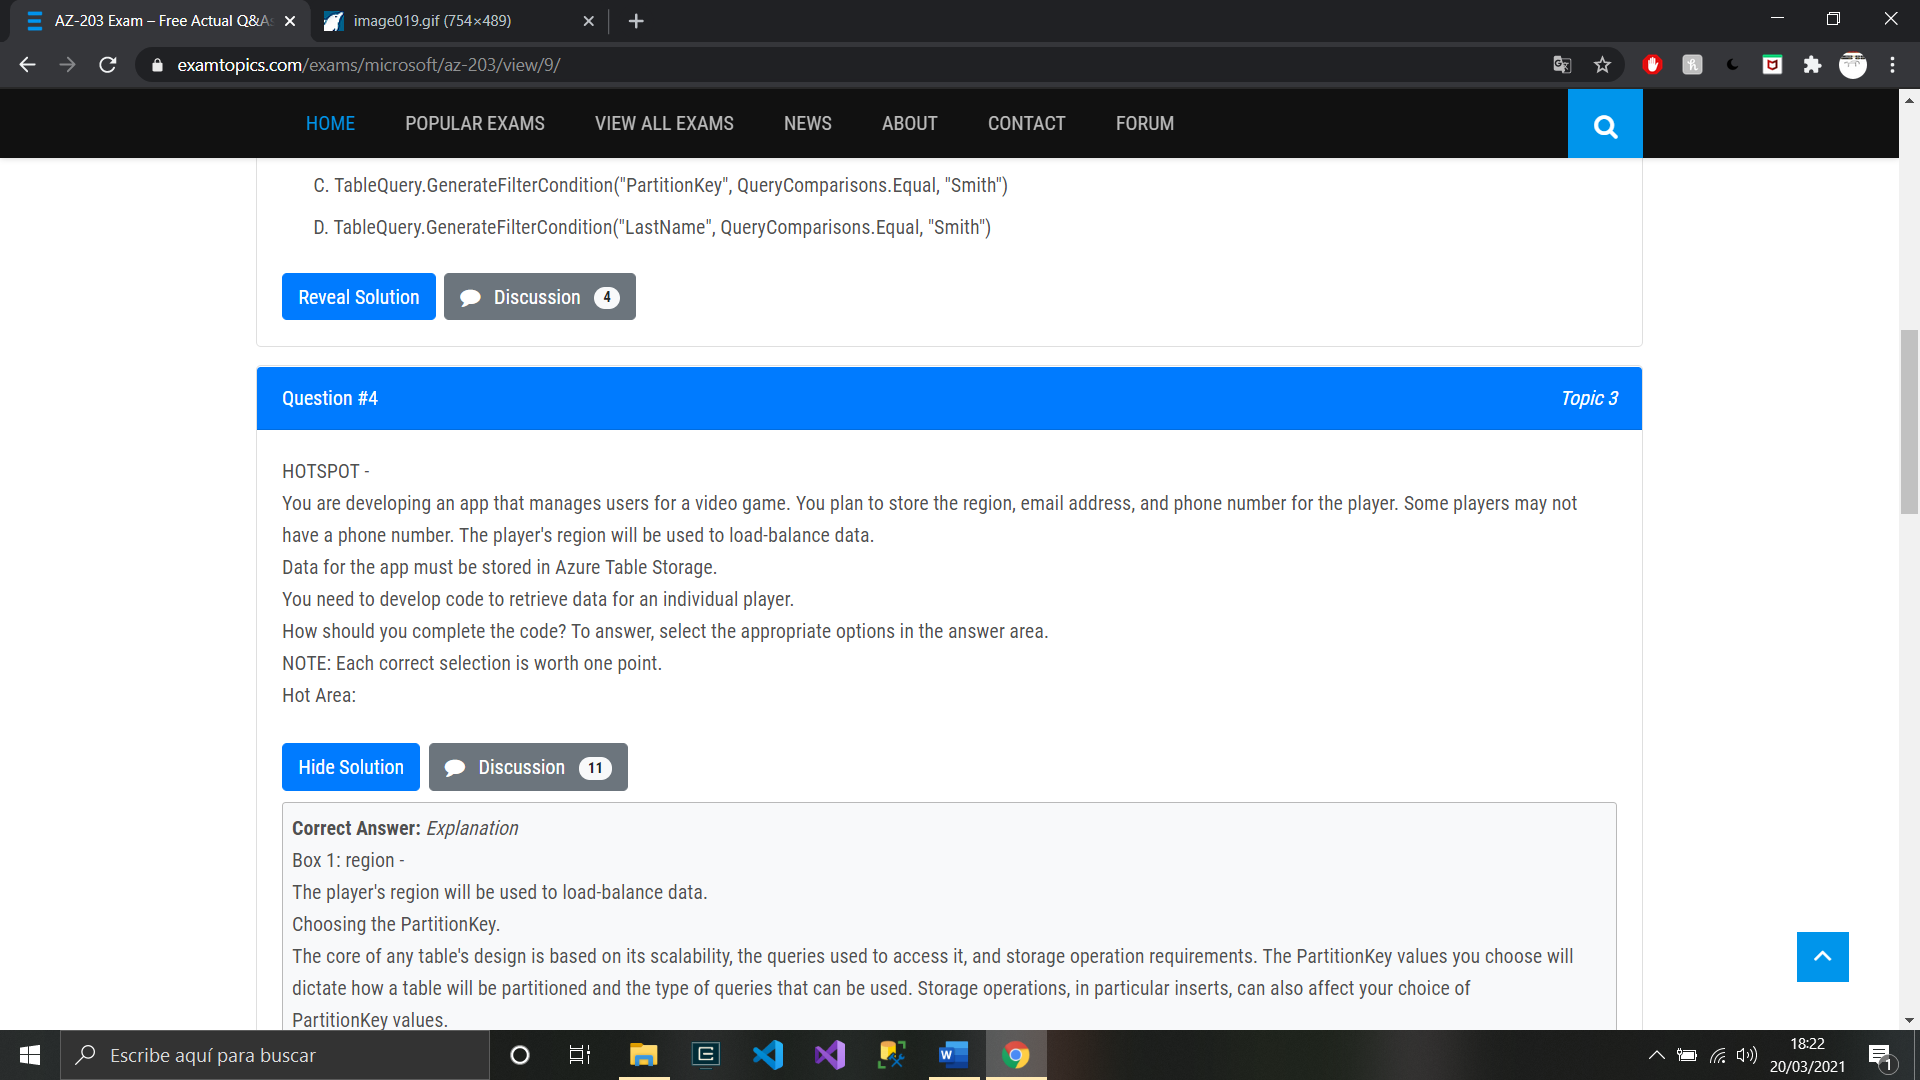 AZ-203 Exam – Free Actual Q&As
image019.gif (754×489)
examtopics.com/exams/microsoft/az-203/view/9/
HOME POPULAR EXAMS VIEW ALL EXAMS NEWS ABOUT CONTACT FORUM
C. TableQuery.GenerateFilterCondition("PartitionKey", QueryComparisons.Equal, "Smith")
D. TableQuery.GenerateFilterCondition("LastName", QueryComparisons.Equal, "Smith")
Reveal Solution Discussion 4
Question #4 Topic 3
HOTSPOT -
You are developing an app that manages users for a video game. You plan to store the region, email address, and phone number for the player. Some players may not
have a phone number. The player's region will be used to load-balance data.
Data for the app must be stored in Azure Table Storage.
You need to develop code to retrieve data for an individual player.
How should you complete the code? To answer, select the appropriate options in the answer area.
NOTE: Each correct selection is worth one point.
Hot Area:
Hide Solution Discussion 11
Correct Answer: Explanation
Box 1: region -
The player's region will be used to load-balance data.
Choosing the PartitionKey.
The core of any table's design is based on its scalability, the queries used to access it, and storage operation requirements. The PartitionKey values you choose will
dictate how a table will be partitioned and the type of queries that can be used. Storage operations, in particular inserts, can also affect your choice of
PartitionKey values.
Escribe aquí para buscar
18:22
20/03/2021
1